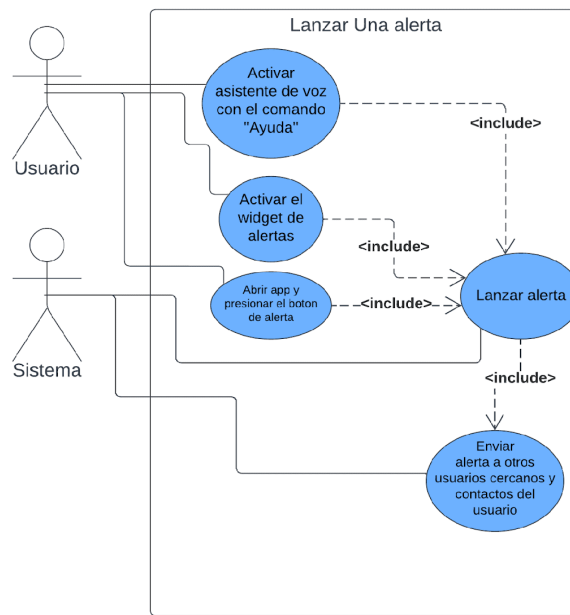 Lanzar Una alerta
Activar
asistente de voz
con el comando
"Ayuda"
<include>
Usuario
Activar el
widget de
alertas
<include>
Abrir app y
presionar el boton
de alerta
<include>
Lanzar alerta
Sistema
<include>
Enviar
alerta a otros
usuarios cercanos y
contactos del
usuario